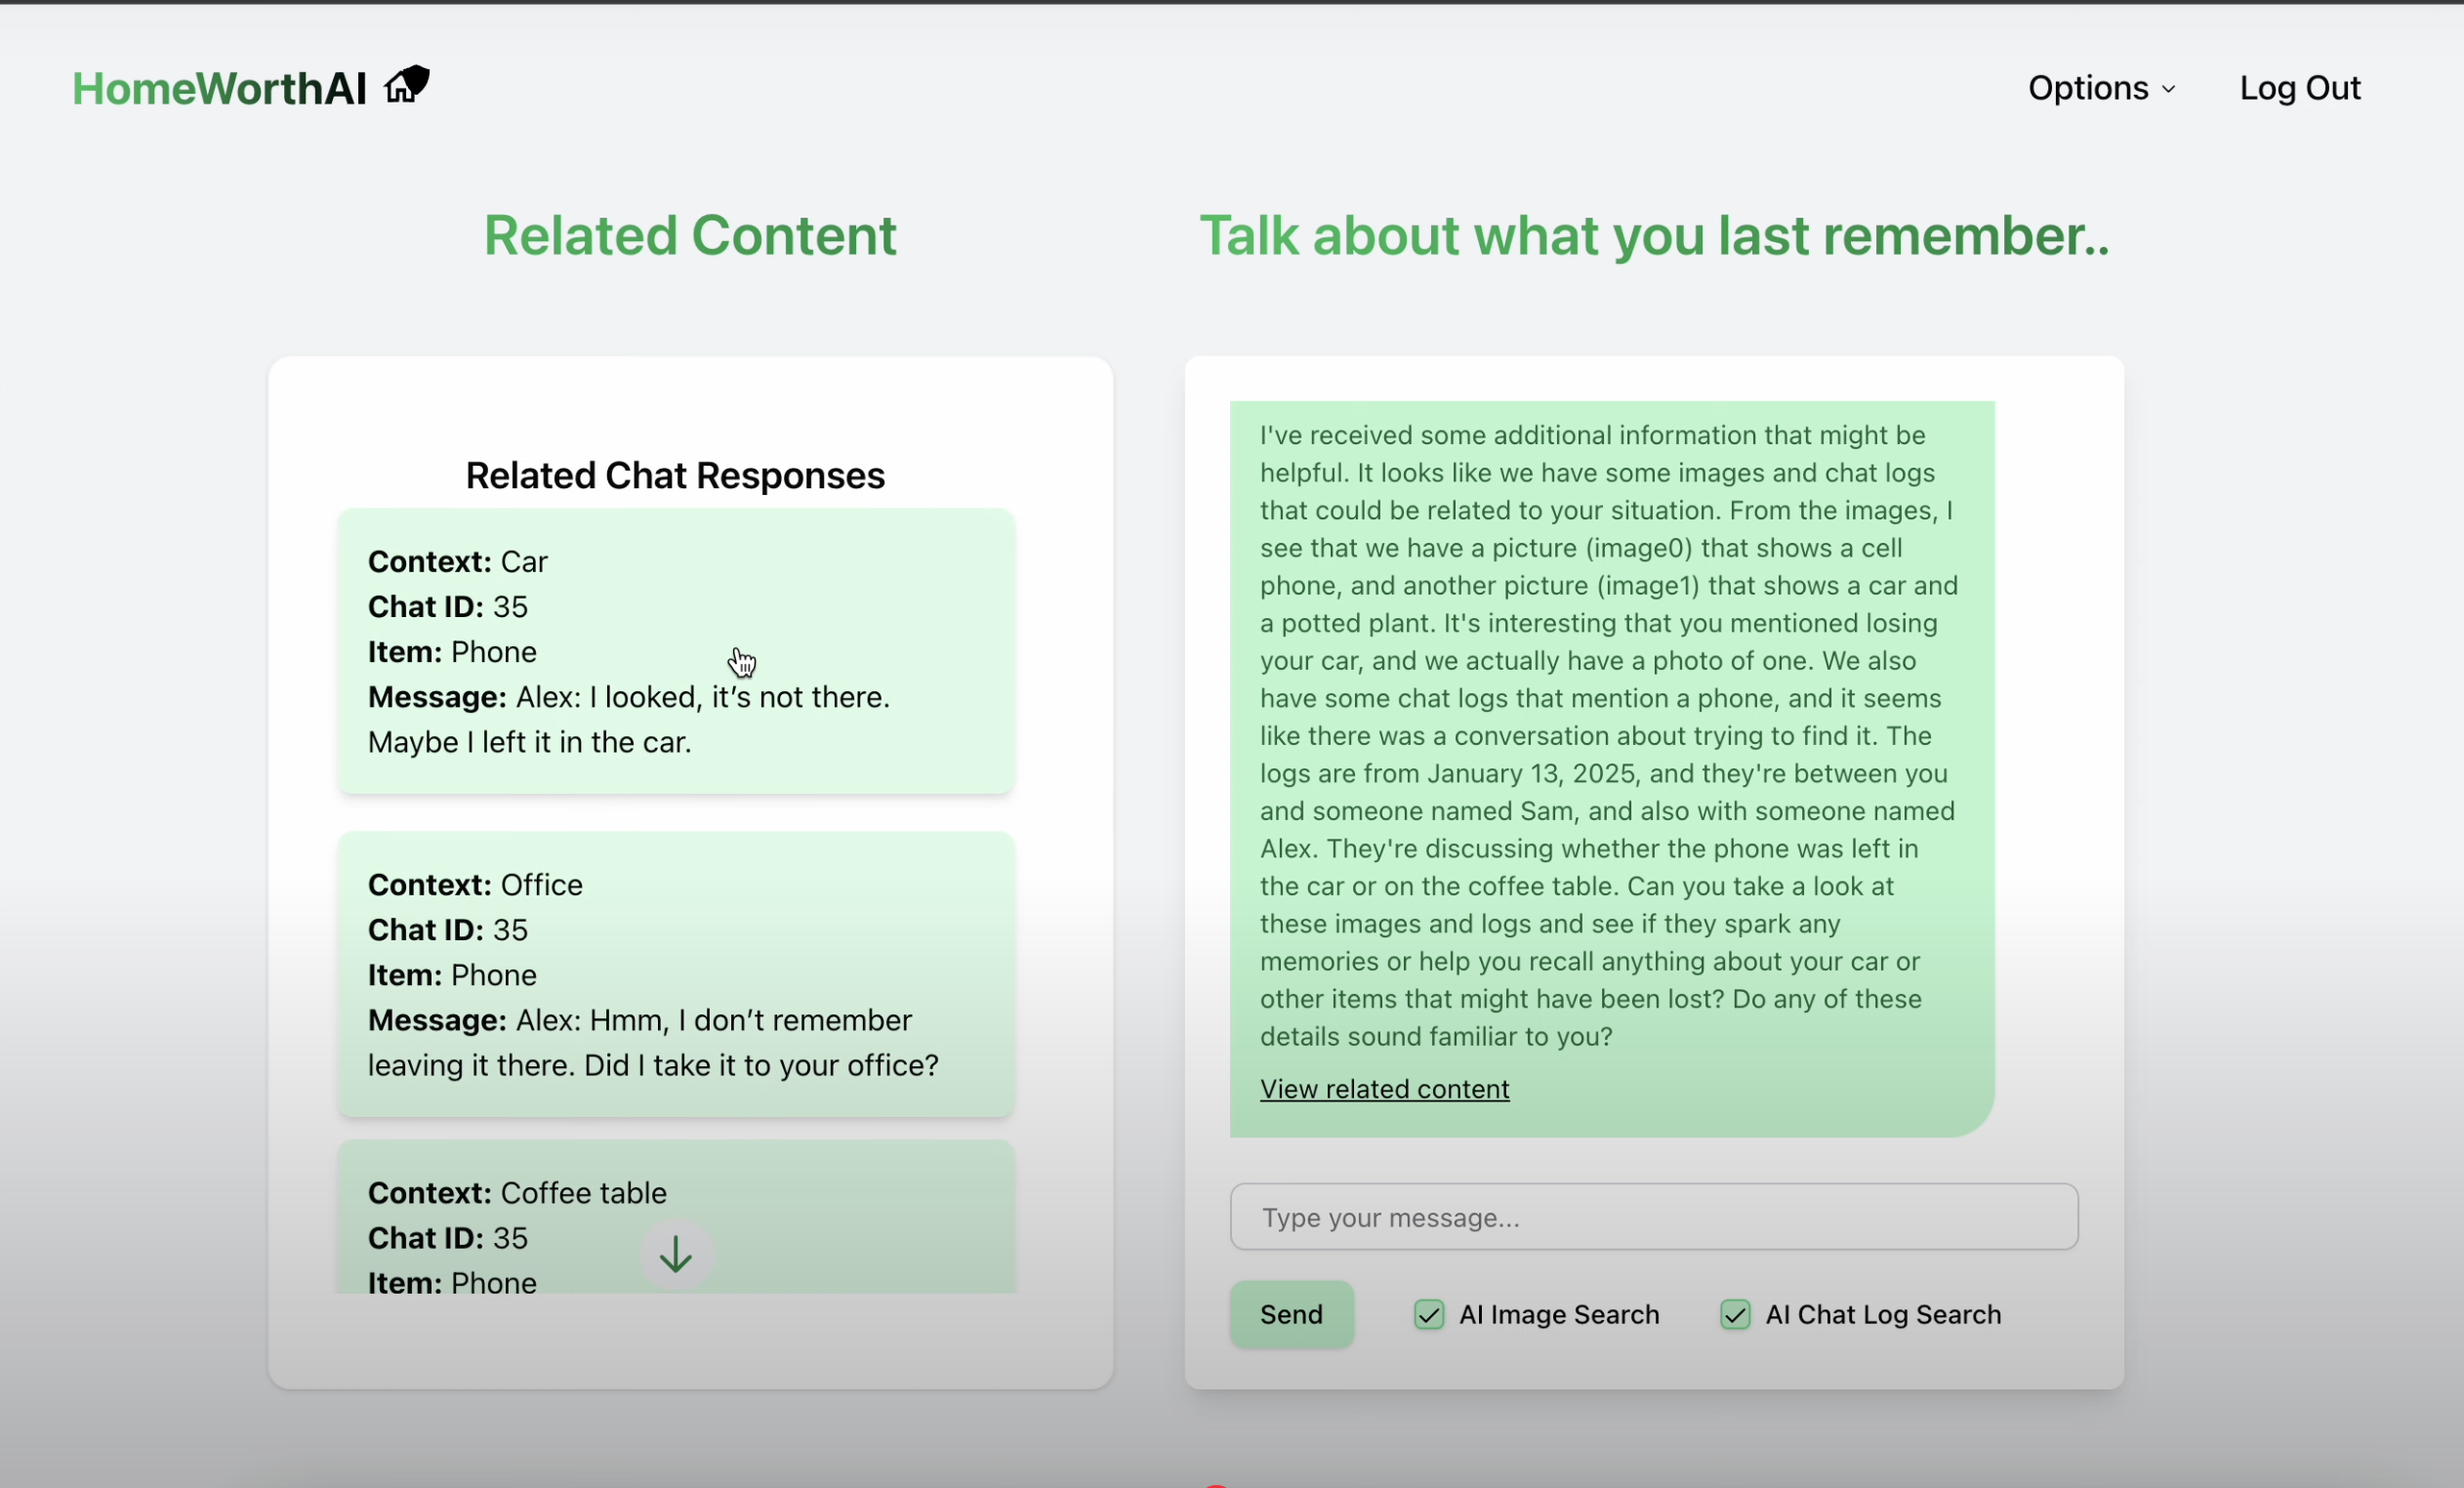 HomeWorthAI
Options
Log Out
Related Content
Talk about what you last remember..
Related Chat Responses
Context: Car
Chat ID: 35
Item: Phone
Message: Alex: I looked, it’s not there.
Maybe I left it in the car.
Context: Office
Chat ID: 35
Item: Phone
Message: Alex: Hmm, I don’t remember
leaving it there. Did I take it to your office?
Context: Coffee table
Chat ID: 35
Item: Phone
I've received some additional information that might be
helpful. It looks like we have some images and chat logs
that could be related to your situation. From the images, I
see that we have a picture (image0) that shows a cell
phone, and another picture (image1) that shows a car and
a potted plant. It's interesting that you mentioned losing
your car, and we actually have a photo of one. We also
have some chat logs that mention a phone, and it seems
like there was a conversation about trying to find it. The
logs are from January 13, 2025, and they're between you
and someone named Sam, and also with someone named
Alex. They're discussing whether the phone was left in
the car or on the coffee table. Can you take a look at
these images and logs and see if they spark any
memories or help you recall anything about your car or
other items that might have been lost? Do any of these
details sound familiar to you?
View related content
Type your message...
Send
AI Image Search
AI Chat Log Search